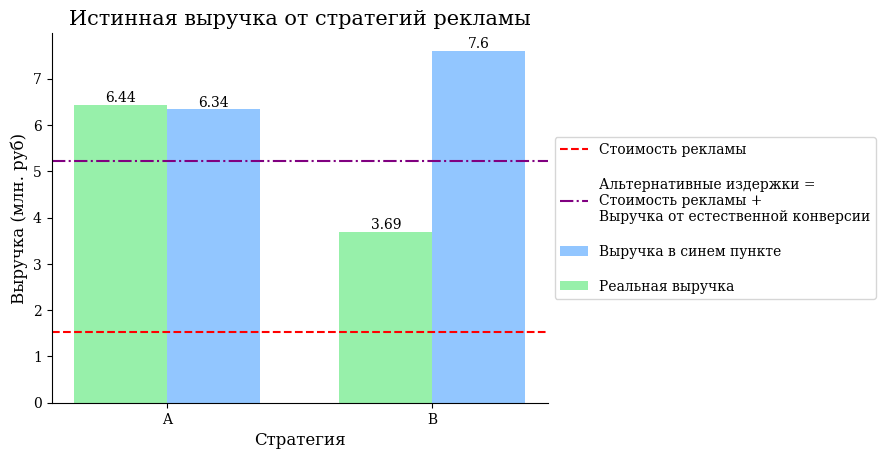 Истинная выручка от стратегий рекламы
Выручка (млн. руб)
7
6
5
4
3
2
1
0
6.44
6.34
3.69
7.6
A
B
Стратегия
Стоимость рекламы
Альтернативные издержки =
Стоимость рекламы +
Выручка от естественной конверсии
Выручка в синем пункте
Реальная выручка